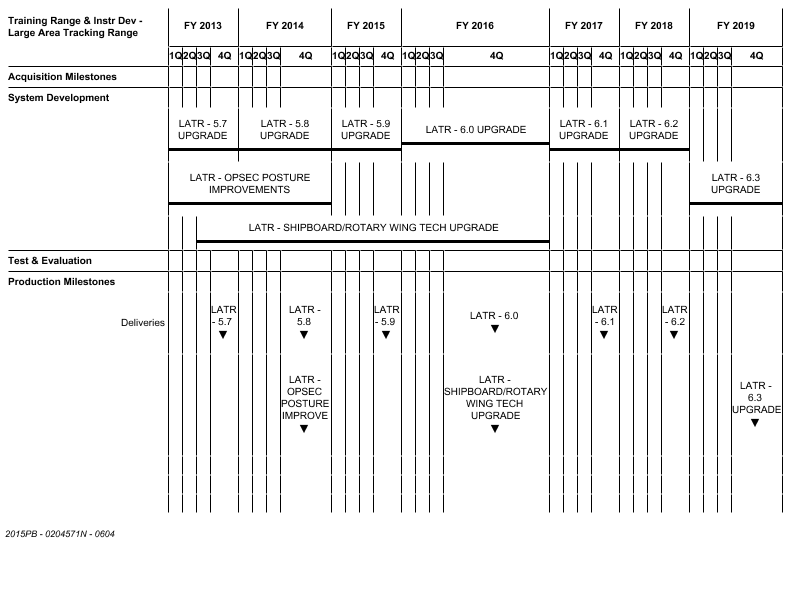 Training Range & Instr Dev -
Large Area Tracking Range
FY 2013 FY 2014 FY 2015 FY 2016 FY 2017 FY 2018 FY 2019
1Q 2Q 3Q 4Q 1Q 2Q 3Q 4Q 1Q 2Q 3Q 4Q 1Q 2Q 3Q 4Q 1Q 2Q 3Q 4Q 1Q 2Q 3Q 4Q 1Q 2Q 3Q 4Q
Acquisition Milestones
System Development
LATR - 5.7
UPGRADE
LATR - 5.8
UPGRADE
LATR - 5.9
UPGRADE
LATR - 6.0 UPGRADE
LATR - 6.1
UPGRADE
LATR - 6.2
UPGRADE
LATR - OPSEC POSTURE
IMPROVEMENTS
LATR - 6.3
UPGRADE
LATR - SHIPBOARD/ROTARY WING TECH UPGRADE
Test & Evaluation
Production Milestones
Deliveries
LATR
- 5.7
LATR -
5.8
LATR
- 5.9
LATR - 6.0
LATR
- 6.1
LATR
- 6.2
LATR -
OPSEC
POSTURE
IMPROVE
LATR -
SHIPBOARD/ROTARY
WING TECH
UPGRADE
LATR -
6.3
UPGRADE
2015PB - 0204571N - 0604